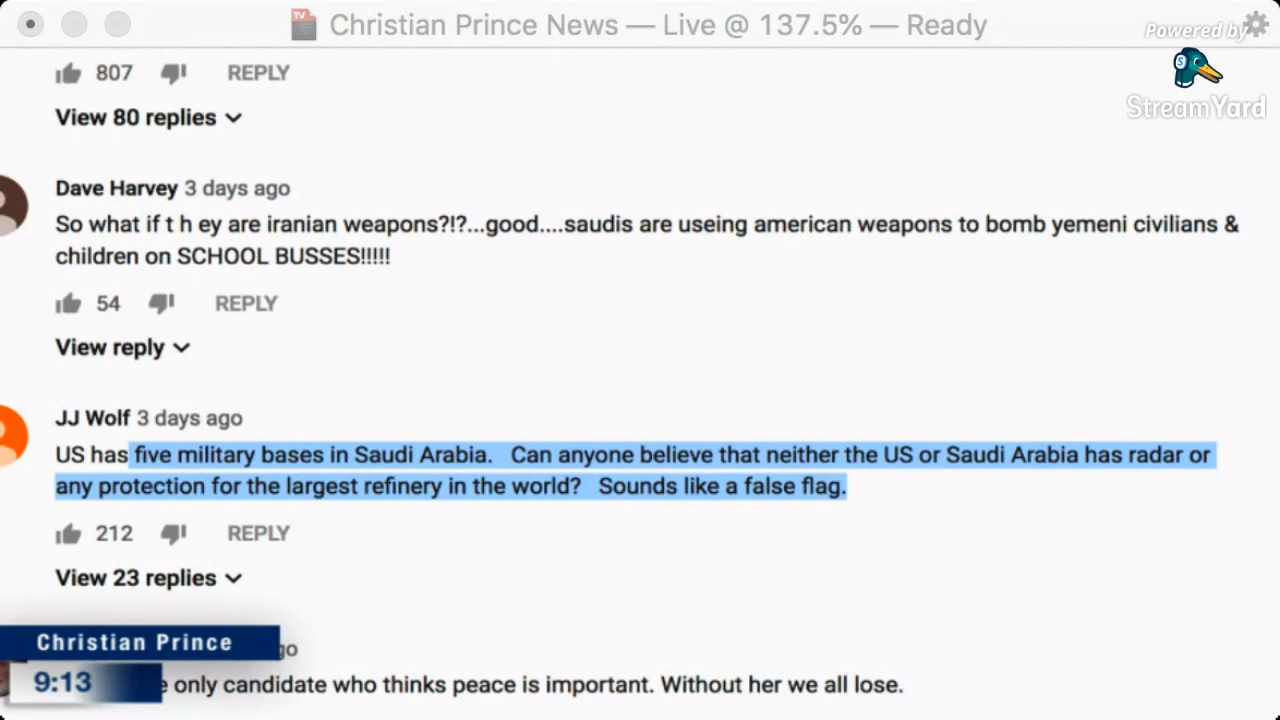 Christian Prince News — Live @ 137.5% — Ready
Powered by
StreamYard
807 REPLY
View 80 replies
Dave Harvey 3 days ago
So what if t h ey are iranian weapons?!?...good....saudis are useing american weapons to bomb yemeni civilians &
children on SCHOOL BUSSES!!!!!
54 REPLY
View reply
JJ Wolf 3 days ago
US has five military bases in Saudi Arabia. Can anyone believe that neither the US or Saudi Arabia has radar or
any protection for the largest refinery in the world? Sounds like a false flag.
212 REPLY
View 23 replies
Christian Prince
go
9:13
only candidate who thinks peace is important. Without her we all lose.